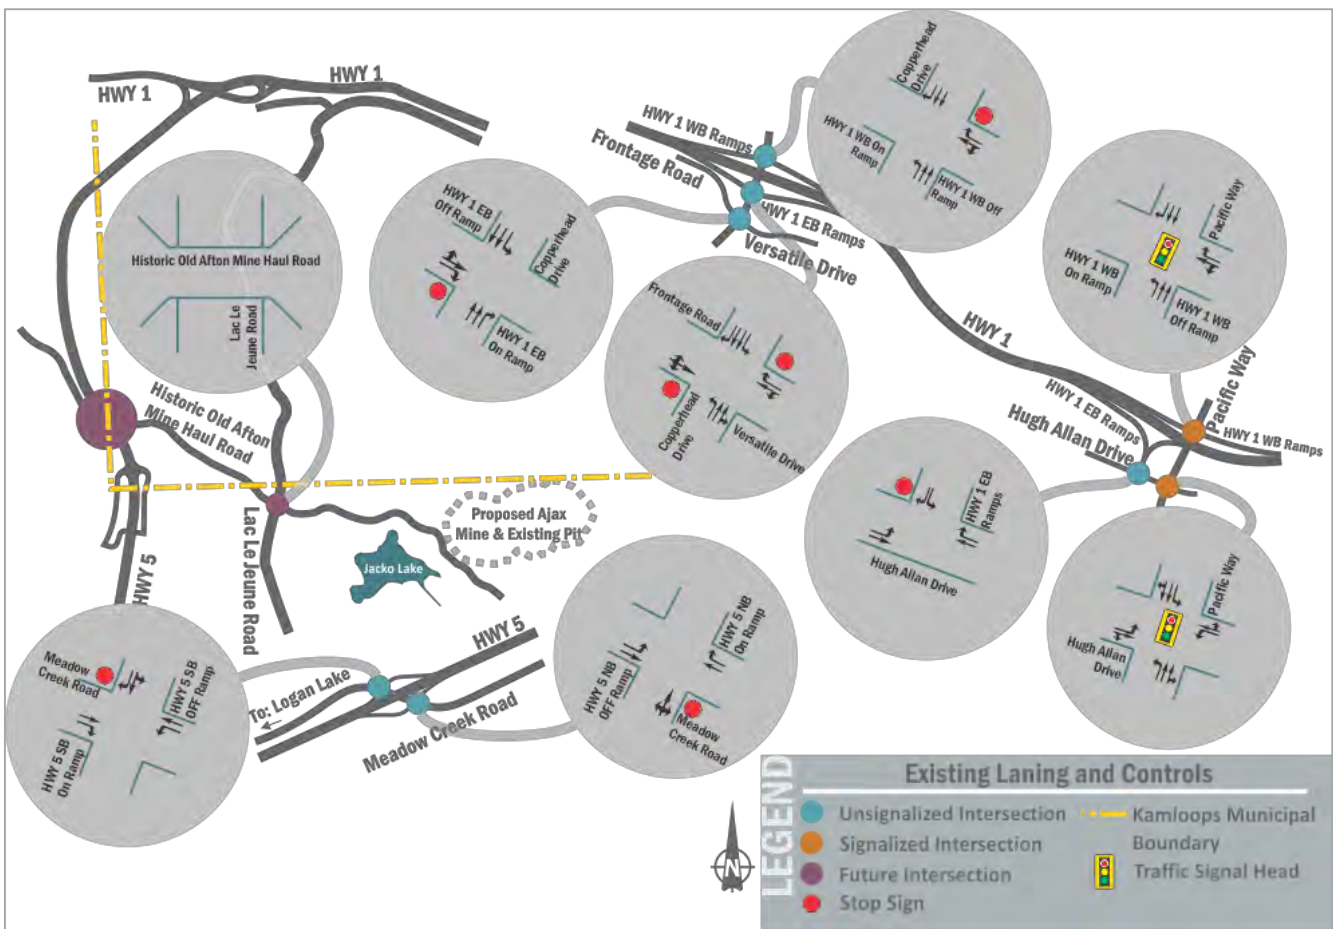 HWY 1
HWY 1
Historic Old Afton Mine Haul Road
Lac Le
Jeune Road
HWY 1 EB
Off Ramp
Copperhead
Drive
HWY 1 EB
On Ramp
HWY 1 WB Ramps
Frontage Road
HWY 1 EB Ramps
Versatile Drive
Copperhead
Drive
HWY 1 WB On
Ramp
HWY 1 WB Off
Ramp
Pacific Way
HWY 1 WB
On Ramp
HWY 1 WB
Off Ramp
Frontage Road
Copperhead
Drive
Versatile Drive
HWY 1
HWY 1 EB Ramps
Hugh Allan Drive
Pacific Way
HWY 1 WB Ramps
Historic Old Afton
Mine Haul Road
Lac Le Jeune Road
Proposed Ajax
Mine & Existing Pit
Jacko Lake
HWY 1 EB
Ramps
Hugh Allan Drive
Pacific Way
Hugh Allan
Drive
HWY 5
Meadow
Creek Road
HWY 5 SB
OFF Ramp
HWY 5 SB
On Ramp
HWY 5
To: Logan Lake
Meadow Creek Road
HWY 5 NB
On Ramp
HWY 5 NB
OFF Ramp
Meadow
Creek Road
N
LEGEND
Existing Laning and Controls
Unsignalized Intersection
Signalized Intersection
Future Intersection
Stop Sign
Kamloops Municipal
Boundary
Traffic Signal Head